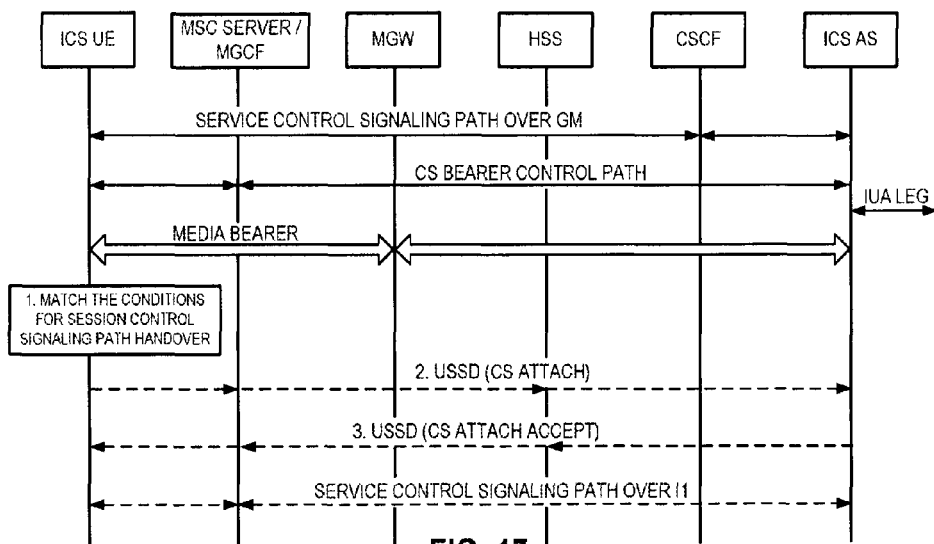 ICS UE
MSC SERVER /
MGCF
MGW
HSS
CSCF
ICS AS
SERVICE CONTROL SIGNALING PATH OVER GM
CS BEARER CONTROL PATH
IUA LEG
MEDIA BEARER
1. MATCH THE CONDITIONS
FOR SESSION CONTROL
SIGNALING PATH HANDOVER
2. USSD (CS ATTACH)
3. USSD (CS ATTACH ACCEPT)
SERVICE CONTROL SIGNALING PATH OVER I1